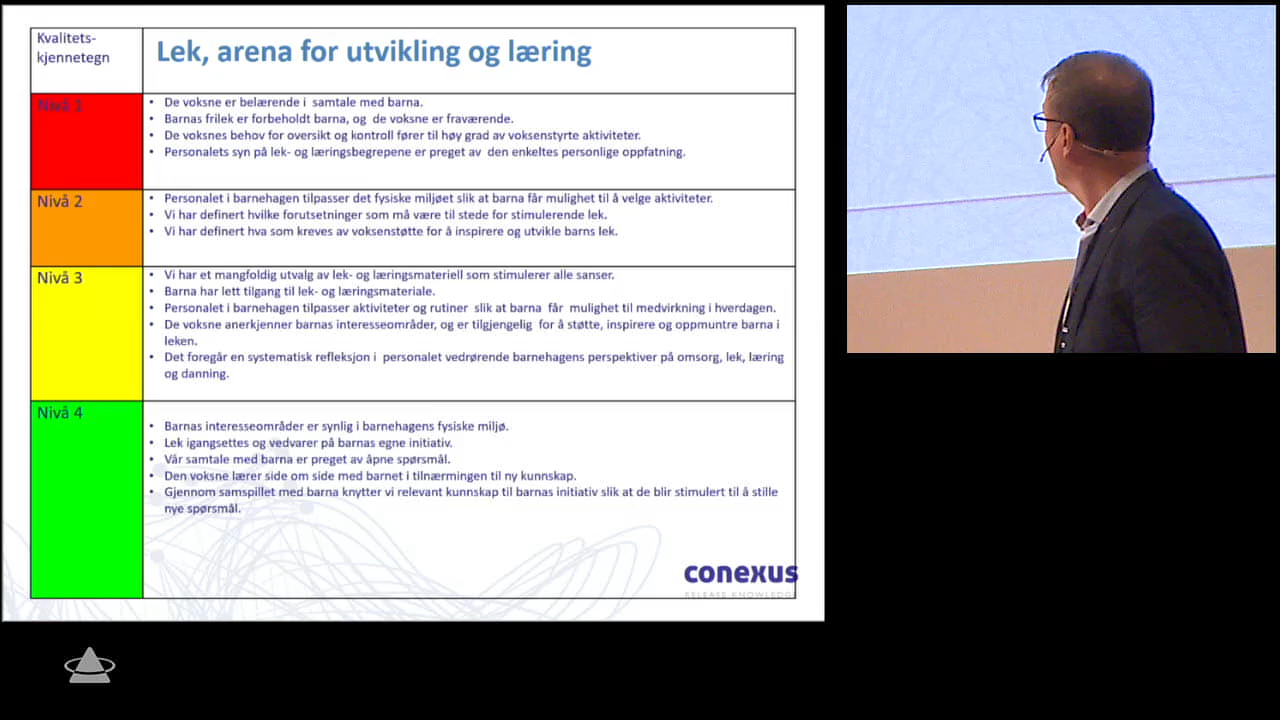 Kvalitets-
kjennetegn
Lek, arena for utvikling og læring
Nivå 1
• De voksne er belærende i samtale med barna.
• Barnas frilek er forbeholdt barna, og de voksne er fraværende.
• De voksnes behov for oversikt og kontroll fører til høy grad av voksenstyrte aktiviteter.
• Personalets syn på lek- og læringsbegrepene er preget av den enkeltes personlige oppfatning.
Nivå 2
• Personalet i barnehagen tilpasser det fysiske miljøet slik at barna får mulighet til å velge aktiviteter.
• Vi har definert hvilke forutsetninger som må være til stede for stimulerende lek.
• Vi har definert hva som kreves av voksenstøtte for å inspirere og utvikle barns lek.
Nivå 3
• Vi har et mangfoldig utvalg av lek- og læringsmateriell som stimulerer alle sanser.
• Barna har lett tilgang til lek- og læringsmateriale.
• Personalet i barnehagen tilpasser aktiviteter og rutiner slik at barna får mulighet til medvirkning i hverdagen.
• De voksne anerkjenner barnas interesseområder, og er tilgjengelig for å støtte, inspirere og oppmuntre barna i
leken.
• Det foregår en systematisk refleksjon i personalet vedrørende barnehagens perspektiver på omsorg, lek, læring
og danning.
Nivå 4
• Barnas interesseområder er synlig i barnehagens fysiske miljø.
• Lek igangsettes og vedvarer på barnas egne initiativ.
• Vår samtale med barna er preget av åpne spørsmål.
• Den voksne lærer side om side med barnet i tilnærmingen til ny kunnskap.
• Gjennom samspillet med barna knytter vi relevant kunnskap til barnas initiativ slik at de blir stimulert til å stille
nye spørsmål.
conexus
RELEASE KNOWLEDGE